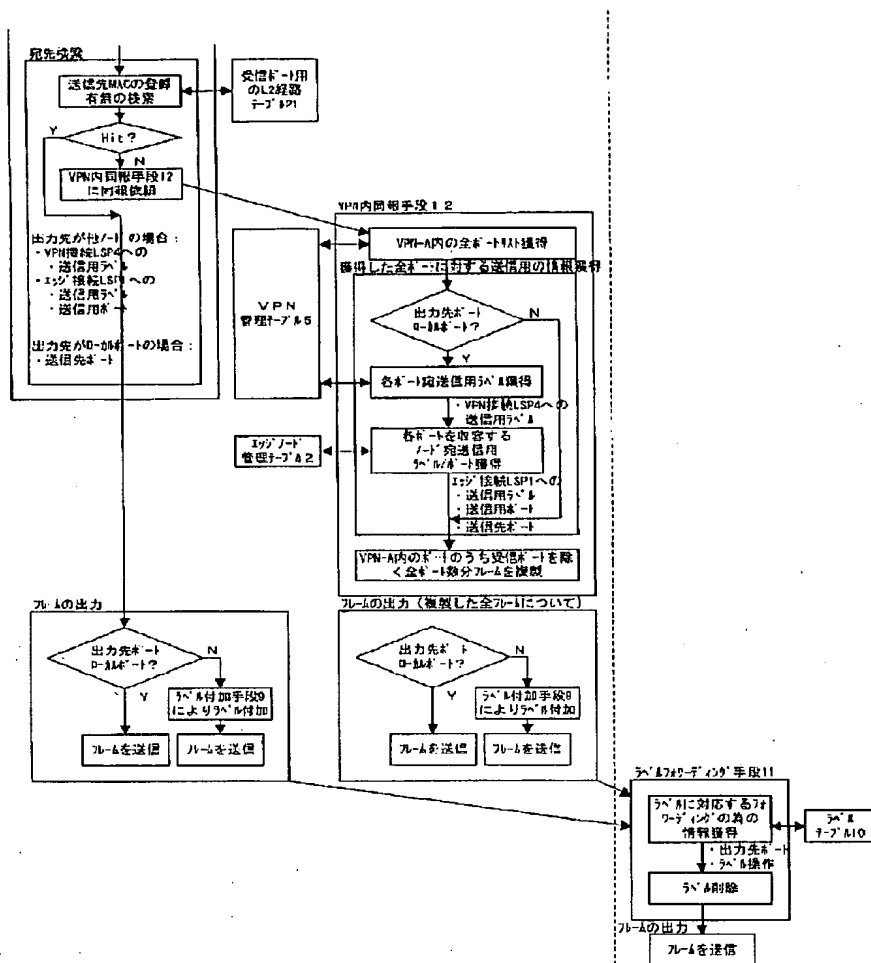 宛先検索
送信先MACの登録
有無の検索
受信ポート用
のL2経路
テーブル21
Y
Hit?
N
VPN内同報手段12
に同報依頼
出力先が他ノードの場合:
・VPN接続LSP4への
・送信用ラベル
・エッジ接続LSP1への
・送信用ラベル
・送信用ポート
出力先がローカルポートの場合:
・送信先ポート
VPN内同報手段12
VPN-A内の全ポートリスト獲得
獲得した全ポートに対する送信用の情報獲得
VPN
管理テーブル5
出力先ポート
ローカルポート?
N
Y
各ポート宛送信用ラベル獲得
・VPN接続LSP4への
送信用ラベル
エッジノード
管理テーブル2
各ポートを収容する
ノード宛送信用
ラベル/ポート獲得
エッジ接続LSP1への
・送信用ラベル
・送信用ポート
・送信先ポート
VPN-A内のポートのうち受信ポートを除
く全ポート数分フレームを複製
フレームの出力
出力先ポート
ローカルポート?
N
Y
ラベル付加手段9
によりラベル付加
フレームを送信
フレームを送信
フレームの出力(複製した全フレームについて)
出力先ポート
ローカルポート?
N
Y
ラベル付加手段
によりラベル付加
フレームを送信
フレームを送信
ラベルフォワーディング手段11
ラベルに対応するフォ
ワーディングの為の
情報獲得
ラベル
テーブル10
・出力先ポート
・ラベル操作
ラベル削除
フレームの出力
フレームを送信